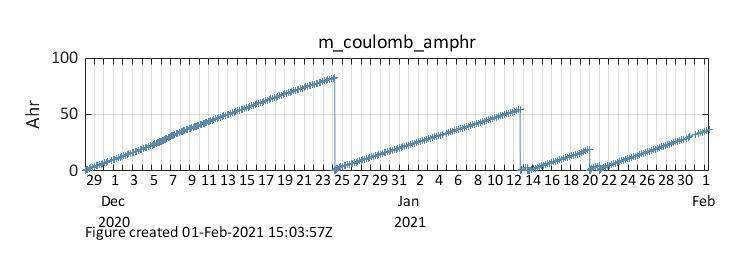 m_coulomb_amphr
100
50
0
Ahr
29 1 3 5 7 9 11 13 15 17 19 21 23 25 27 29 31 2 4 6 8 10 12 14 16 18 20 22 24 26 28 30 1
Dec Jan Feb
2020 2021
Figure created 01-Feb-2021 15:03:57Z